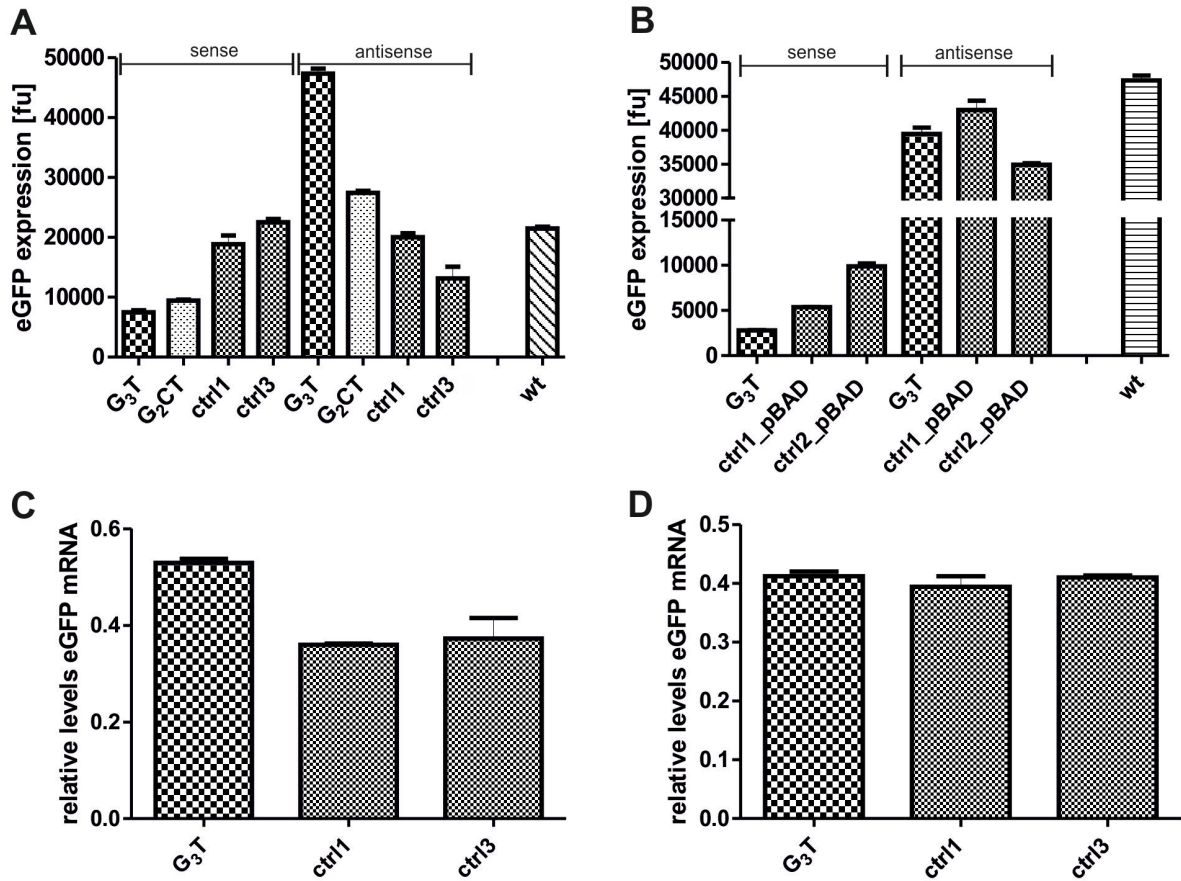 A
sense
antisense
eGFP expression [fu]
50000
40000
30000
20000
10000
0
G₃T
G₂CT
ctrl1
ctrl3
G₃T
G₂CT
ctrl1
ctrl3
wt
B
sense
antisense
eGFP expression [fu]
50000
45000
40000
35000
30000
15000
10000
5000
0
G₃T
ctrl1_pBAD
ctrl2_pBAD
G₃T
ctrl1_pBAD
ctrl2_pBAD
wt
C
relative levels eGFP mRNA
0.6
0.4
0.2
0.0
G₃T
ctrl1
ctrl3
D
relative levels eGFP mRNA
0.5
0.4
0.3
0.2
0.1
0.0
G₃T
ctrl1
ctrl3